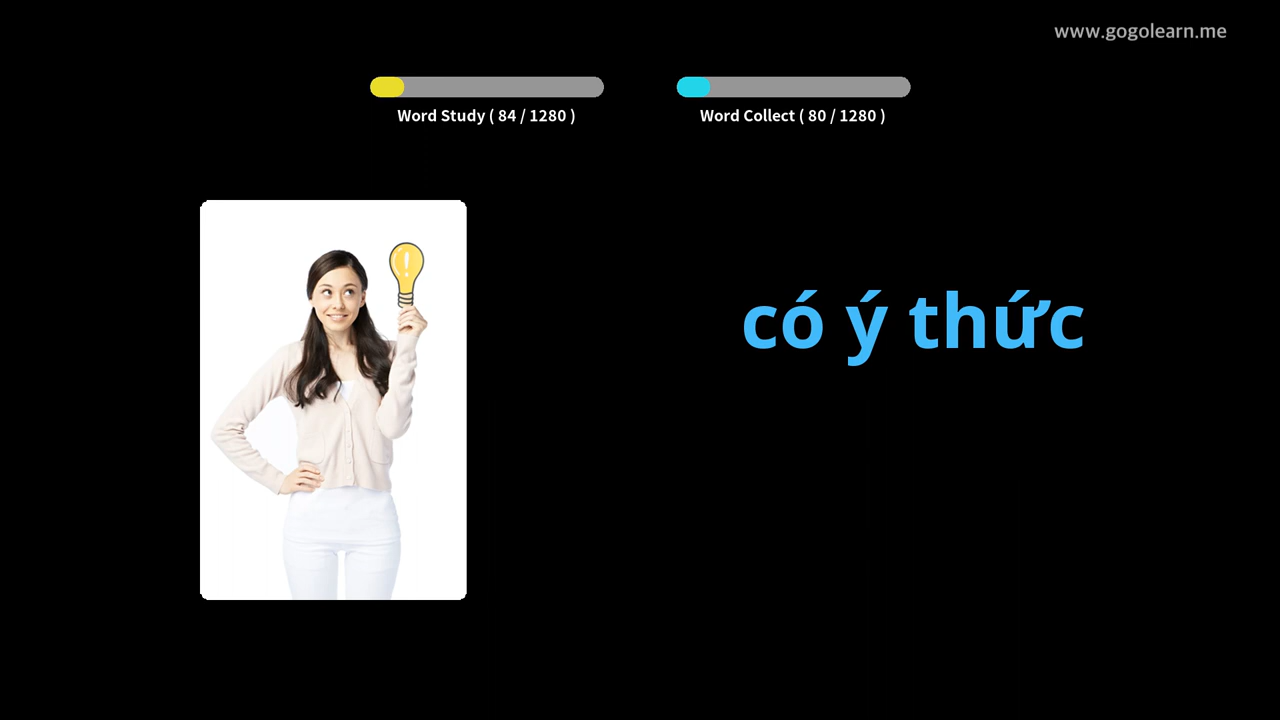 www.gogolearn.me
Word Study ( 84 / 1280 )
Word Collect ( 80 / 1280 )
!
có ý thức